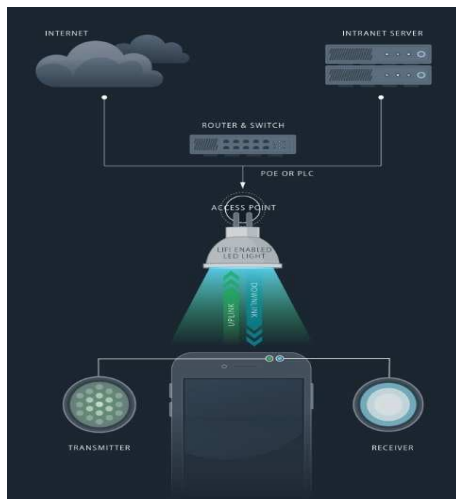 INTERNET
INTRANET SERVER
ROUTER & SWITCH
POE OR PLC
ACCESS POINT
LIFI ENABLED
LED LIGHT
UPLINK
DOWNLINK
TRANSMITTER
RECEIVER